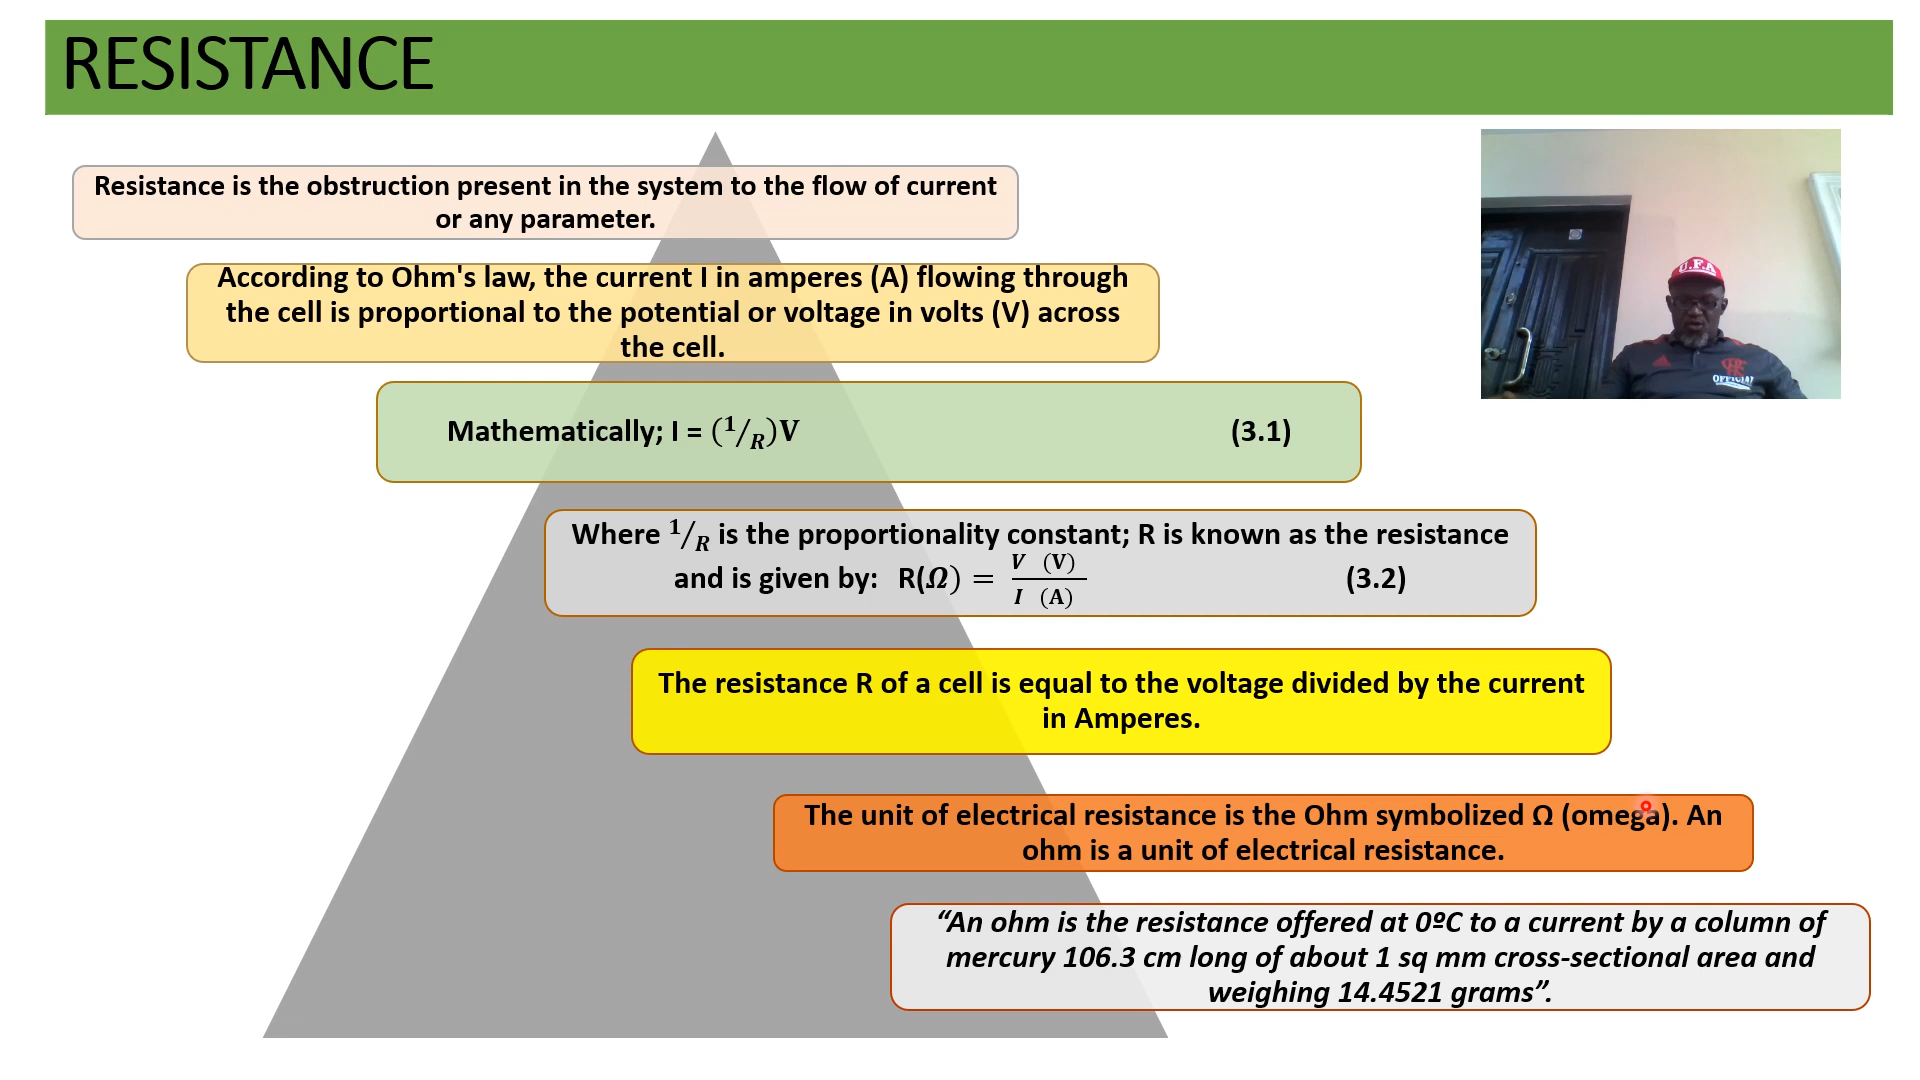 RESISTANCE
Resistance is the obstruction present in the system to the flow of current
or any parameter.
According to Ohm's law, the current I in amperes (A) flowing through
the cell is proportional to the potential or voltage in volts (V) across
the cell.
Mathematically; I = (1/R)V (3.1)
Where 1/R is the proportionality constant; R is known as the resistance
and is given by: R(Ω) = V (V) / I (A) (3.2)
The resistance R of a cell is equal to the voltage divided by the current
in Amperes.
The unit of electrical resistance is the Ohm symbolized Ω (omega). An
ohm is a unit of electrical resistance.
“An ohm is the resistance offered at 0ºC to a current by a column of
mercury 106.3 cm long of about 1 sq mm cross-sectional area and
weighing 14.4521 grams”.
U.F.A
OFFICIAL